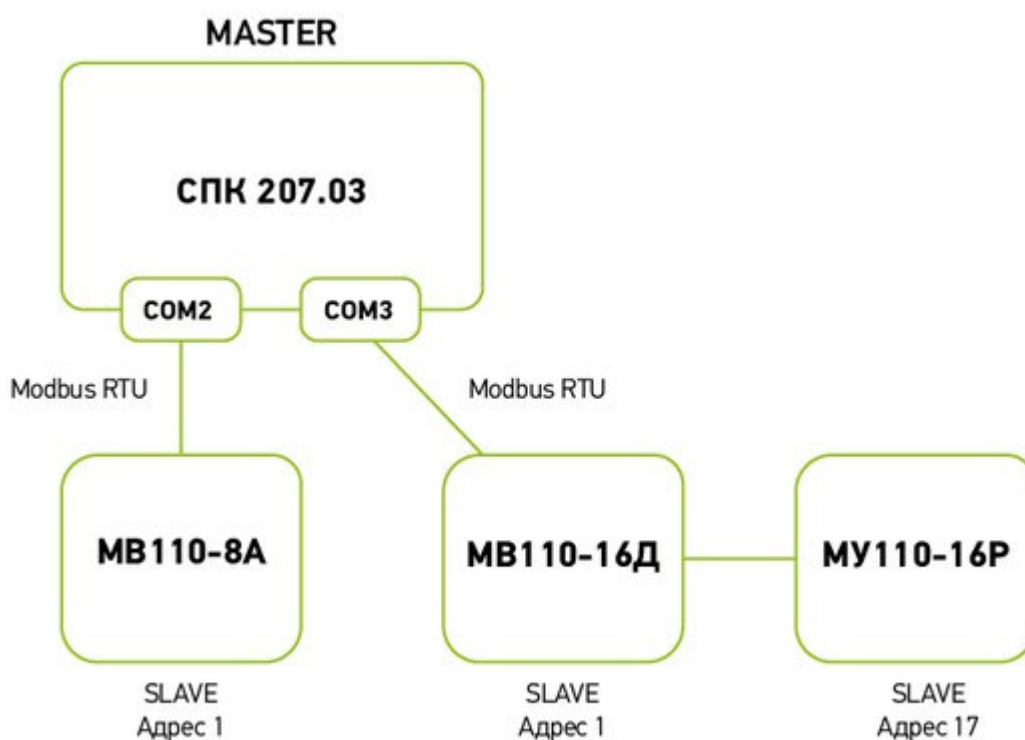 MASTER
СПК 207.03
COM2
COM3
Modbus RTU
Modbus RTU
МВ110-8А
МВ110-16Д
МУ110-16Р
SLAVE
Адрес 1
SLAVE
Адрес 1
SLAVE
Адрес 17